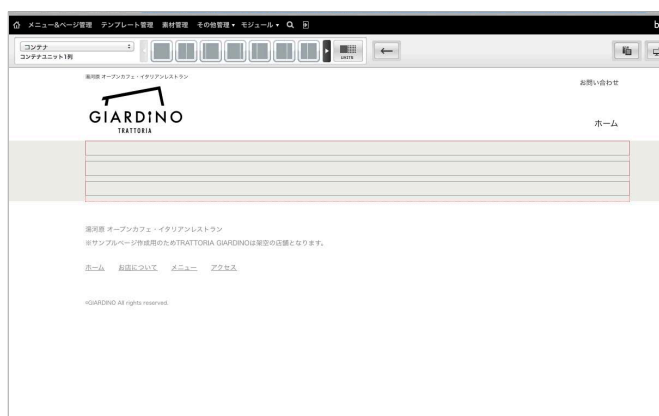 メニュー&ページ管理 テンプレート管理 素材管理 その他管理▼ モジュール▼
コンテナ
コンテナユニット1列
UNITS
湯河原 オープンカフェ・イタリアンレストラン
お問い合わせ
GIARDINO
TRATTORIA
ホーム
湯河原 オープンカフェ・イタリアンレストラン
※サンプルページ作成用のためTRATTORIA GIARDINOは架空の店舗となります。
ホーム お店について メニュー アクセス
©GIARDINO All rights reserved.